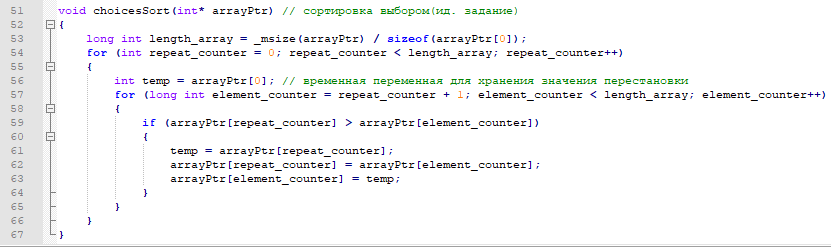 51 void choicesSort(int* arrayPtr) // сортировка выбором(ид. задание)
52 {
53 long int length_array = _msize(arrayPtr) / sizeof(arrayPtr[0]);
54 for (int repeat_counter = 0; repeat_counter < length_array; repeat_counter++)
55 {
56 int temp = arrayPtr[0]; // временная переменная для хранения значения перестановки
57 for (long int element_counter = repeat_counter + 1; element_counter < length_array; element_counter++)
58 {
59 if (arrayPtr[repeat_counter] > arrayPtr[element_counter])
60 {
61 temp = arrayPtr[repeat_counter];
62 arrayPtr[repeat_counter] = arrayPtr[element_counter];
63 arrayPtr[element_counter] = temp;
64 }
65 }
66 }
67 }